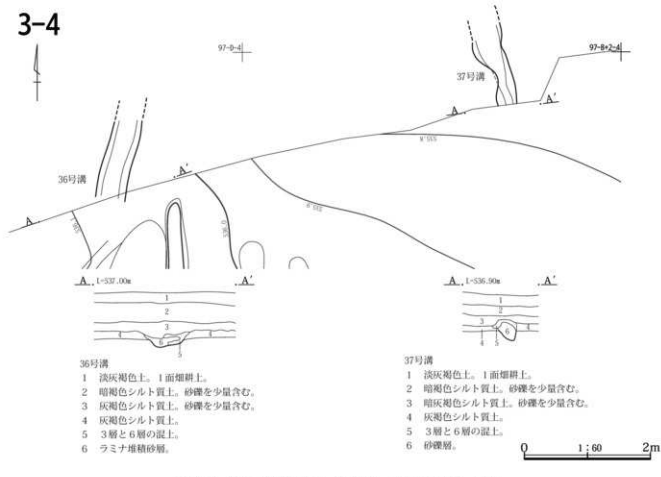 3-4
97-0-4
97-B+2-4
37号溝
A
A'
36号溝
A'
A
536.0
A L-537.00m A'
1
2
3
4
4
6
5
A L-536.90m A'
1
2
3
4
6
4
5
36号溝
1 淡灰褐色土。1面畑耕土。
2 暗褐色シルト質土。砂礫を少量含む。
3 灰褐色シルト質土。砂礫を少量含む。
4 灰褐色シルト質土。
5 3層と6層の混土。
6 ラミナ堆積砂層。
37号溝
1 淡灰褐色土。1面畑耕土。
2 暗褐色シルト質土。砂礫を少量含む。
3 暗灰褐色シルト質土。砂礫を少量含む。
4 灰褐色シルト質土。
5 3層と6層の混土。
6 砂礫層。
0 1:60 2m